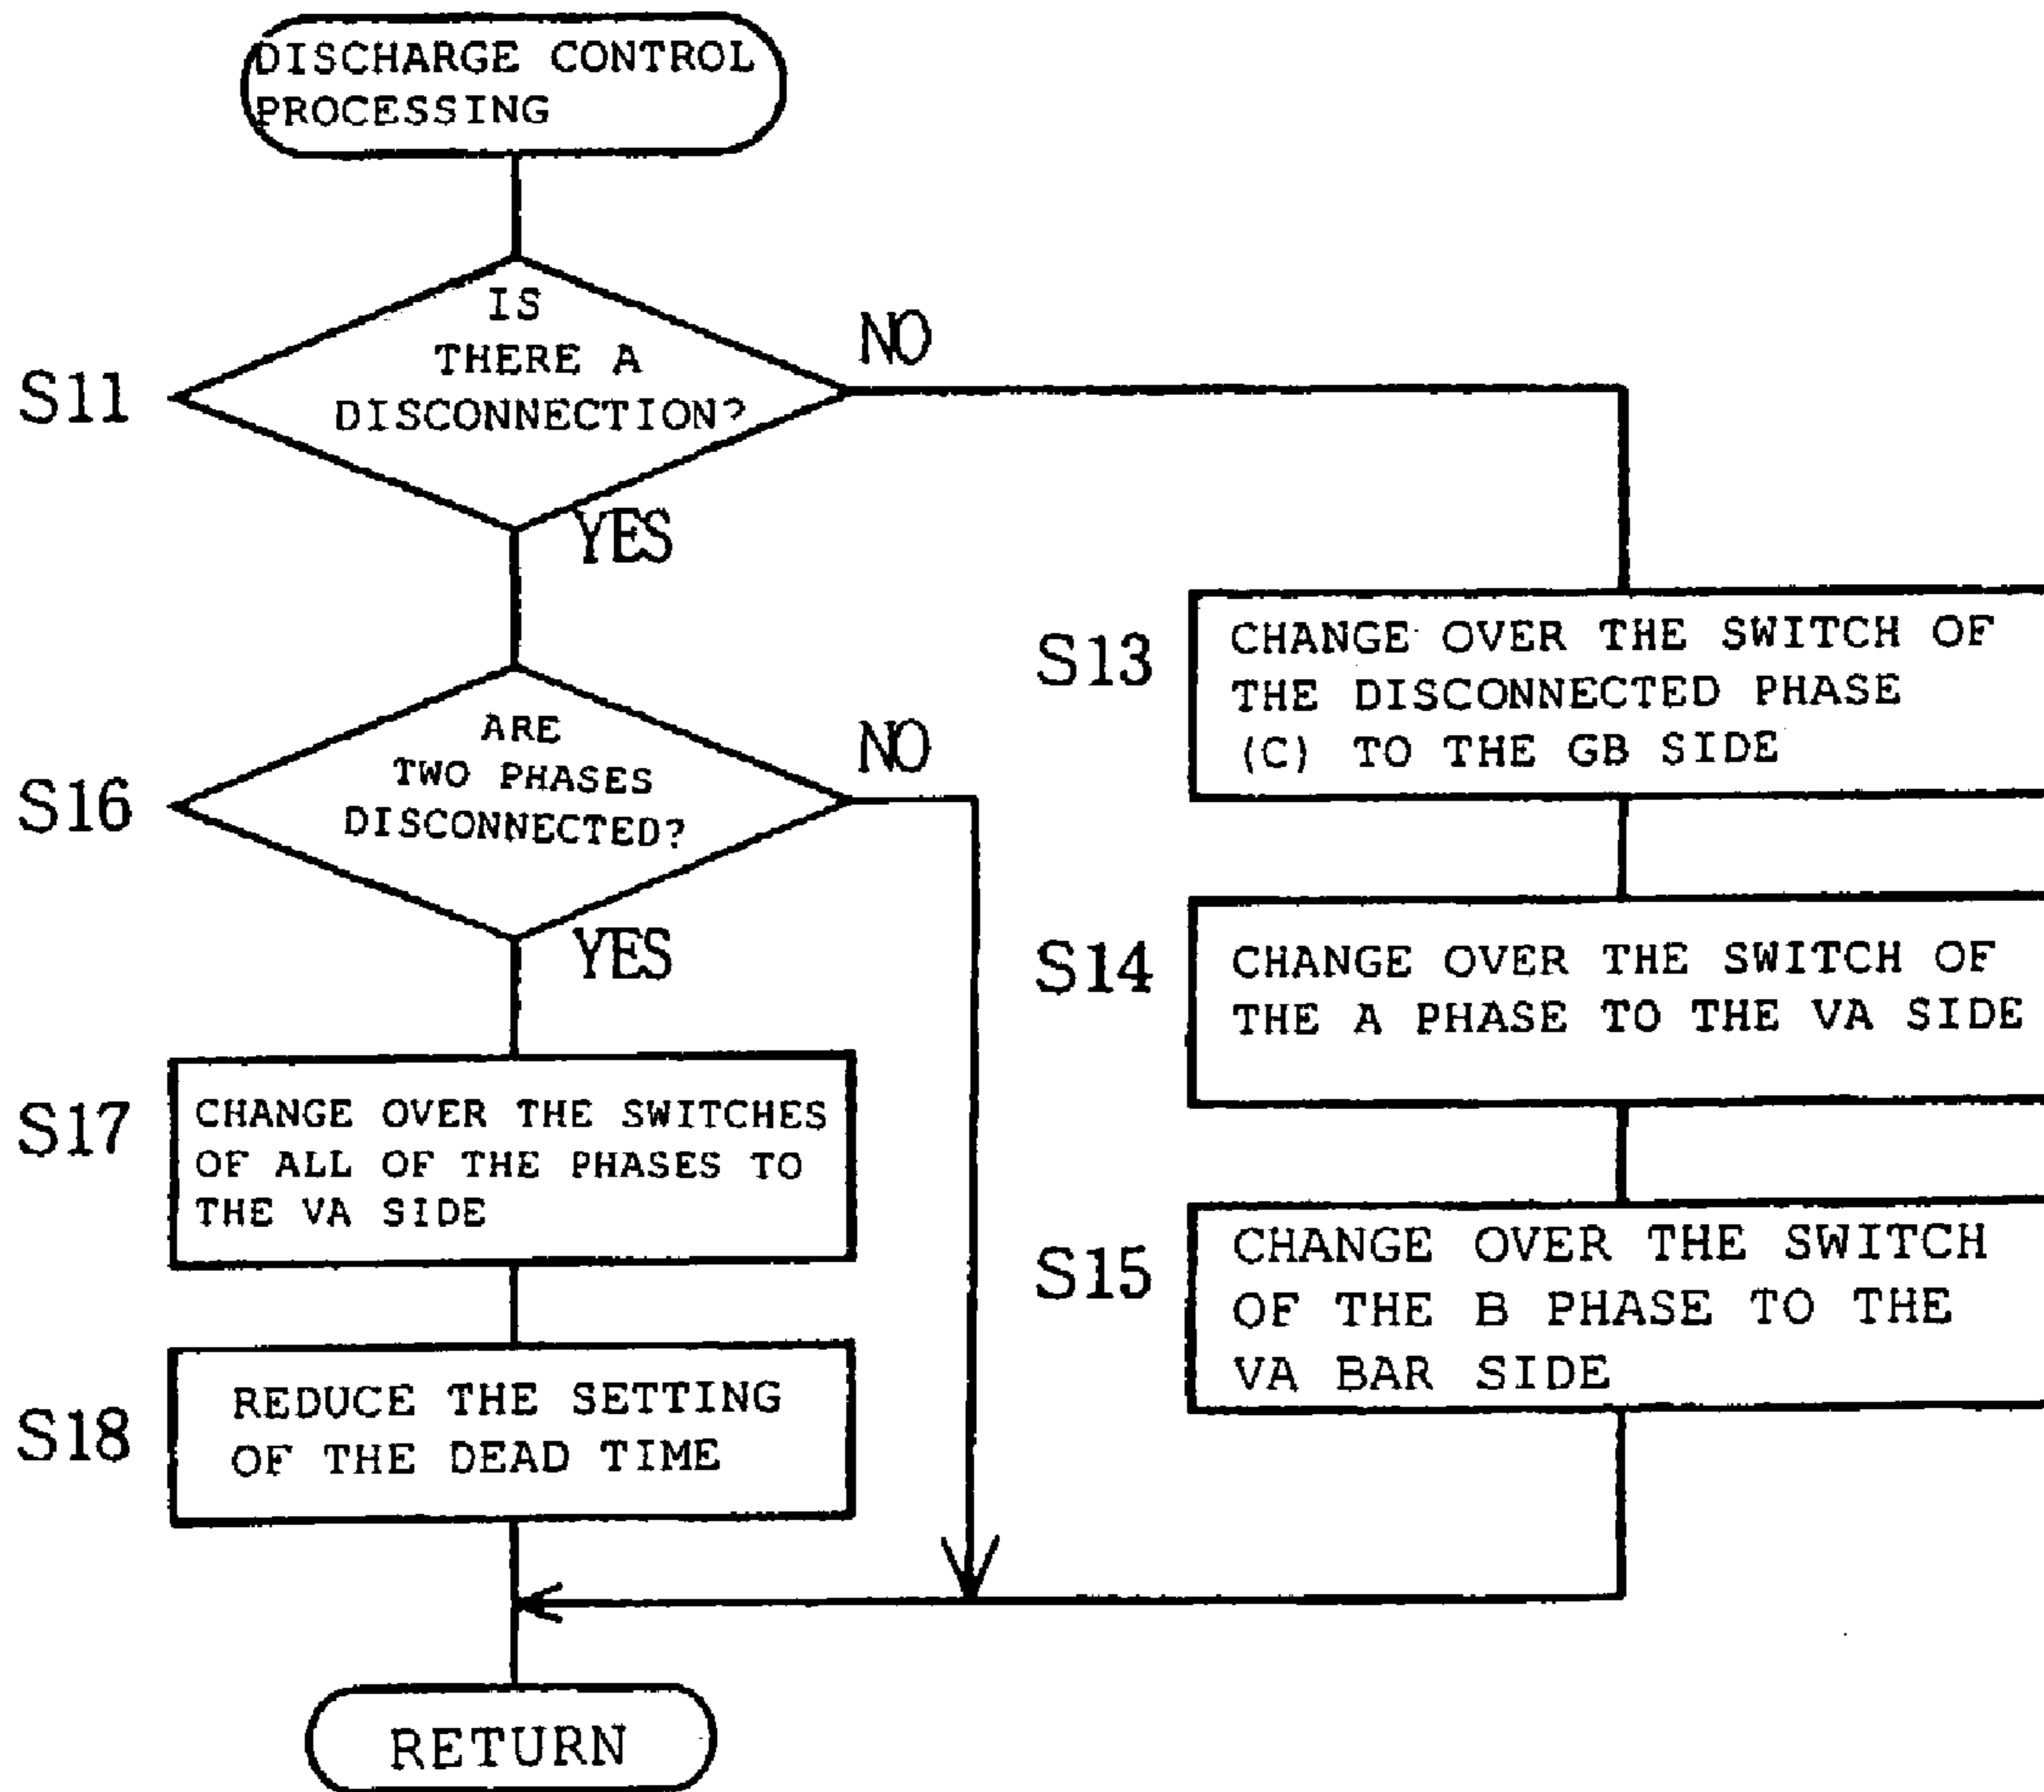 DISCHARGE CONTROL
PROCESSING
S11
IS
THERE A
DISCONNECTION?
NO
YES
S16
ARE
TWO PHASES
DISCONNECTED?
NO
YES
S17
CHANGE OVER THE SWITCHES
OF ALL OF THE PHASES TO
THE VA SIDE
S18
REDUCE THE SETTING
OF THE DEAD TIME
S13
CHANGE OVER THE SWITCH OF
THE DISCONNECTED PHASE
(C) TO THE GB SIDE
S14
CHANGE OVER THE SWITCH OF
THE A PHASE TO THE VA SIDE
S15
CHANGE OVER THE SWITCH
OF THE B PHASE TO THE
VA BAR SIDE
RETURN